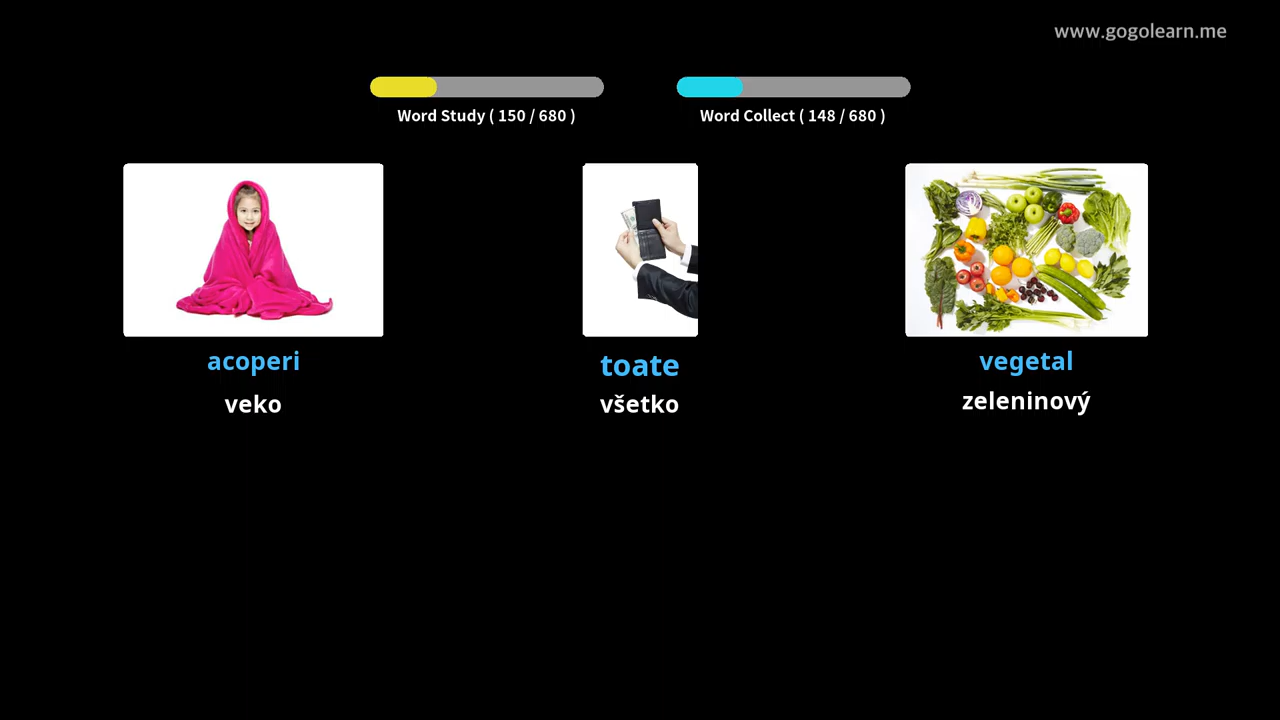 www.gogolearn.me
Word Study ( 150 / 680 )
Word Collect ( 148 / 680 )
acoperi
veko
toate
všetko
vegetal
zeleninový